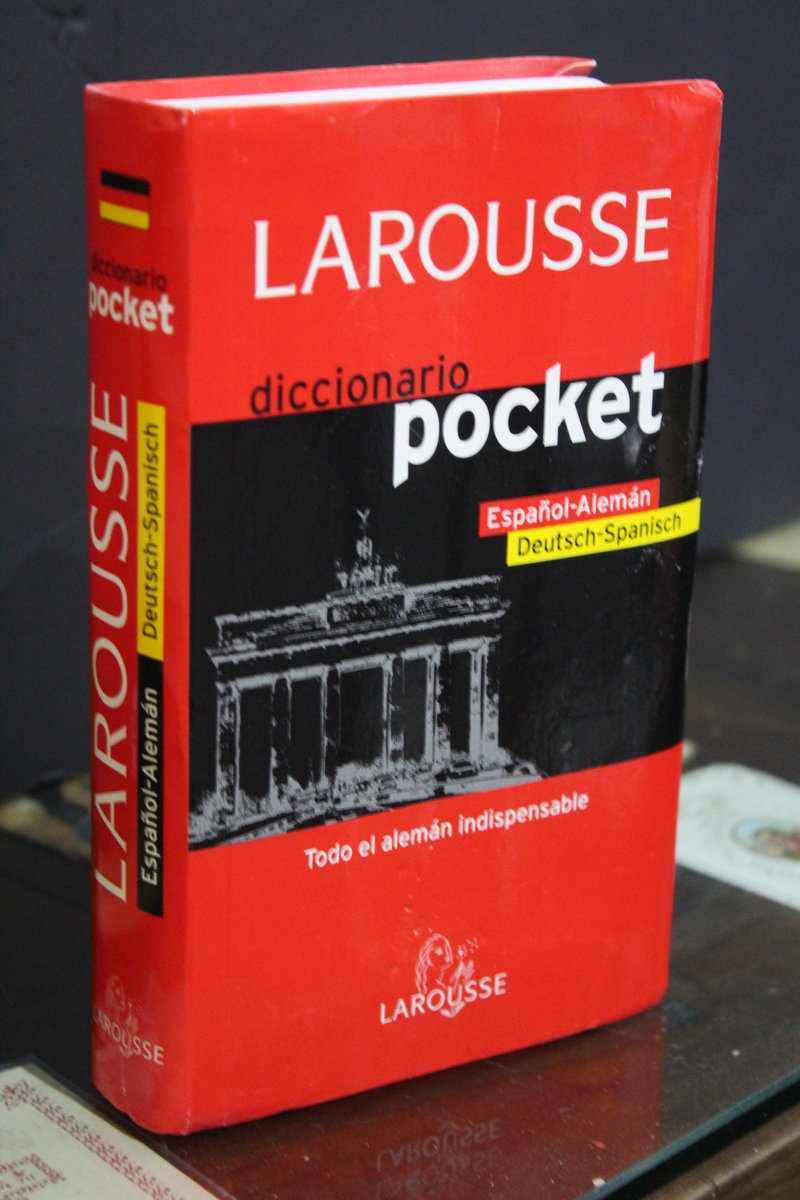 LAROUSSE
diccionario
pocket
Español-Alemán
Deutsch-Spanisch
Todo el alemán indispensable
LAROUSSE
diccionario
pocket
LAROUSSE
Deutsch-Spanisch
Español-Alemán
LAROUSSE